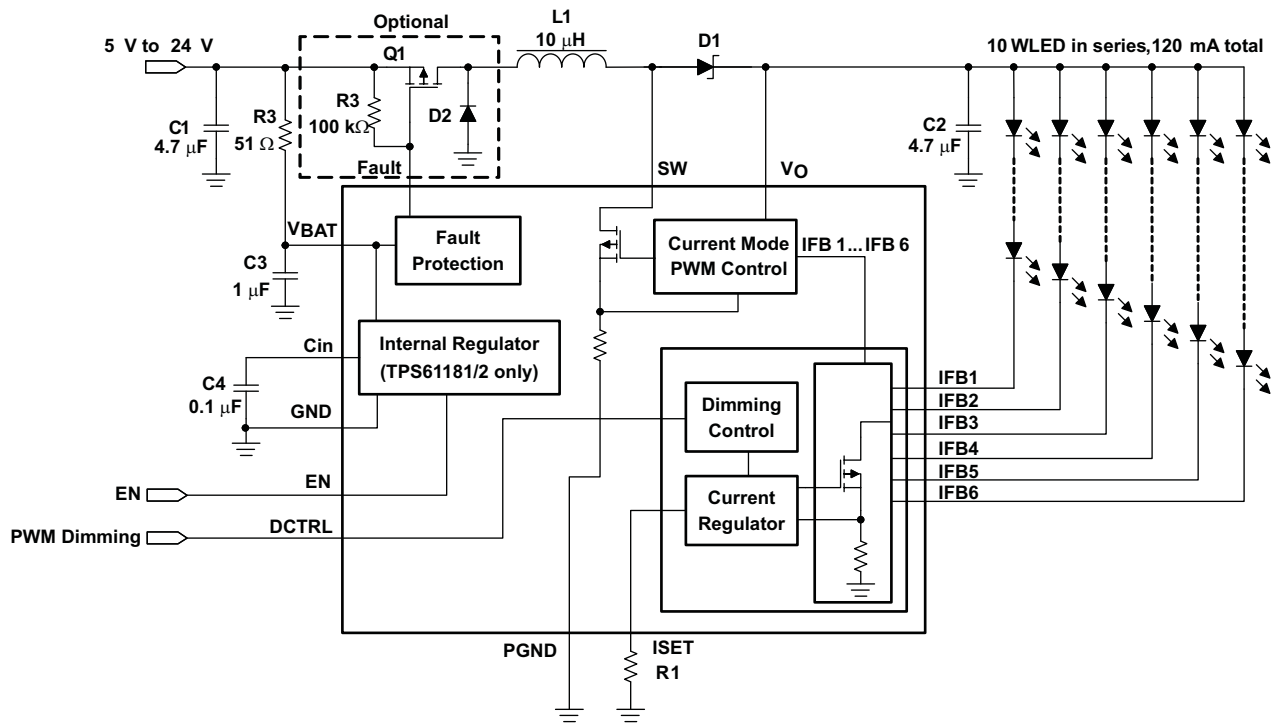 Optional
5 V to 24 V
Q1
L1
10 μH
D1
10 WLED in series,120 mA total
C1
4.7 μF
R3
51 Ω
R3
100 kΩ
D2
C2
4.7 μF
Fault
SW
VO
VBAT
Fault
Protection
Current Mode
PWM Control
IFB 1...IFB 6
C3
1 μF
Cin
Internal Regulator
(TPS61181/2 only)
C4
0.1 μF
GND
Dimming
Control
IFB1
IFB2
IFB3
IFB4
IFB5
IFB6
EN
EN
Current
Regulator
PWM Dimming
DCTRL
PGND
ISET
R1